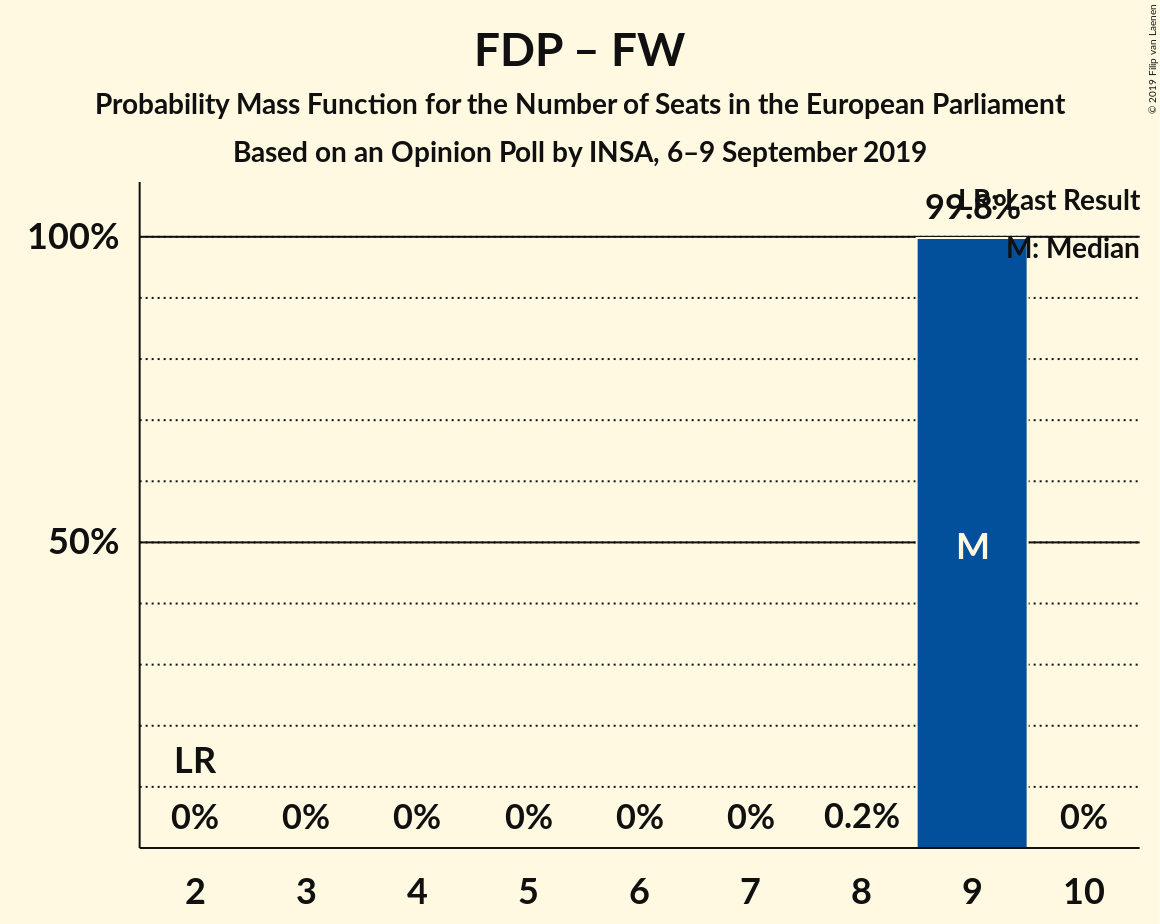 FDP – FW
Probability Mass Function for the Number of Seats in the European Parliament
Based on an Opinion Poll by INSA, 6–9 September 2019
© 2019 Filip van Laenen
LR: Last Result
M: Median
99.8%
100%
50%
M
LR
0% 0% 0% 0% 0% 0% 0.2% 0%
2 3 4 5 6 7 8 9 10